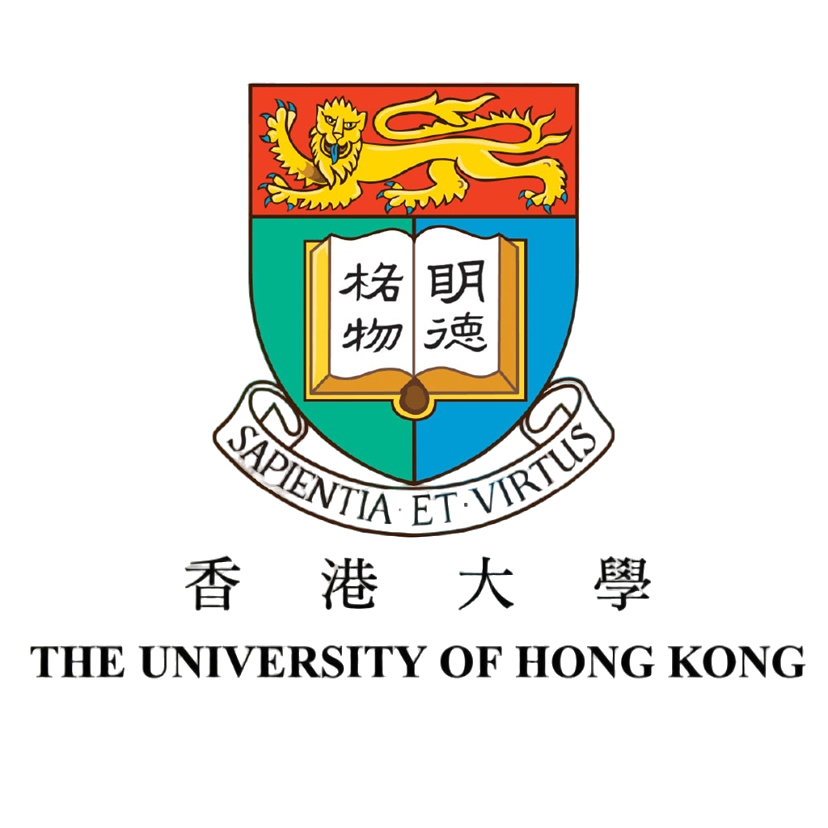 明德
格物
SAPIENTIA · ET · VIRTUS
香港大學
THE UNIVERSITY OF HONG KONG